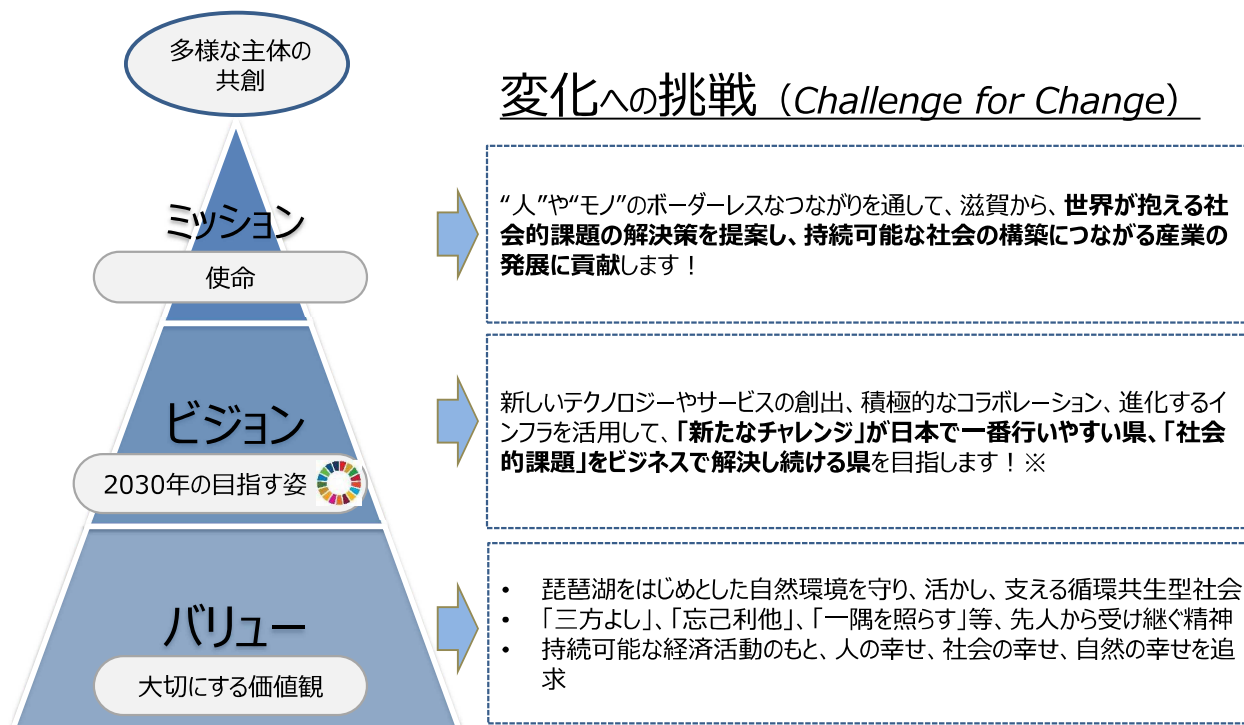 多様な主体の
共創
変化への挑戦（Challenge for Change）
ミッション
使命
“人”や“モノ”のボーダーレスなつながりを通して、滋賀から、世界が抱える社
会的課題の解決策を提案し、持続可能な社会の構築につながる産業の
発展に貢献します！
ビジョン
2030年の目指す姿
新しいテクノロジーやサービスの創出、積極的なコラボレーション、進化するイ
ンフラを活用して、「新たなチャレンジ」が日本で一番行いやすい県、「社会
的課題」をビジネスで解決し続ける県を目指します！※
バリュー
大切にする価値観
• 琵琶湖をはじめとした自然環境を守り、活かし、支える循環共生型社会
• 「三方よし」、「忘己利他」、「一隅を照らす」等、先人から受け継ぐ精神
• 持続可能な経済活動のもと、人の幸せ、社会の幸せ、自然の幸せを追
求